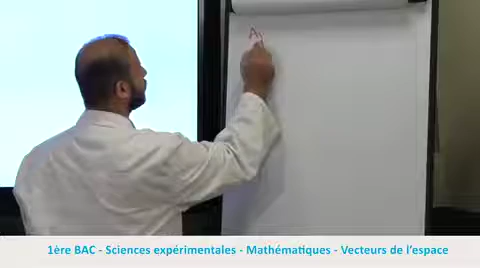 1ère BAC - Sciences expérimentales - Mathématiques - Vecteurs de l'espace